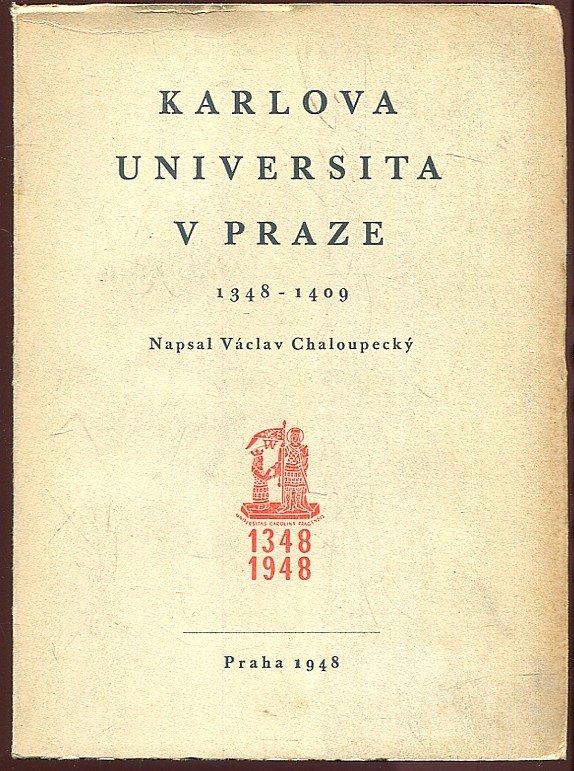 KARLOVA
UNIVERSITA
V PRAZE
1348-1409
Napsal Václav Chaloupecký
W
UNIVERSITAS CAROLINA PRAGENSIS
1348
1948
Praha 1948